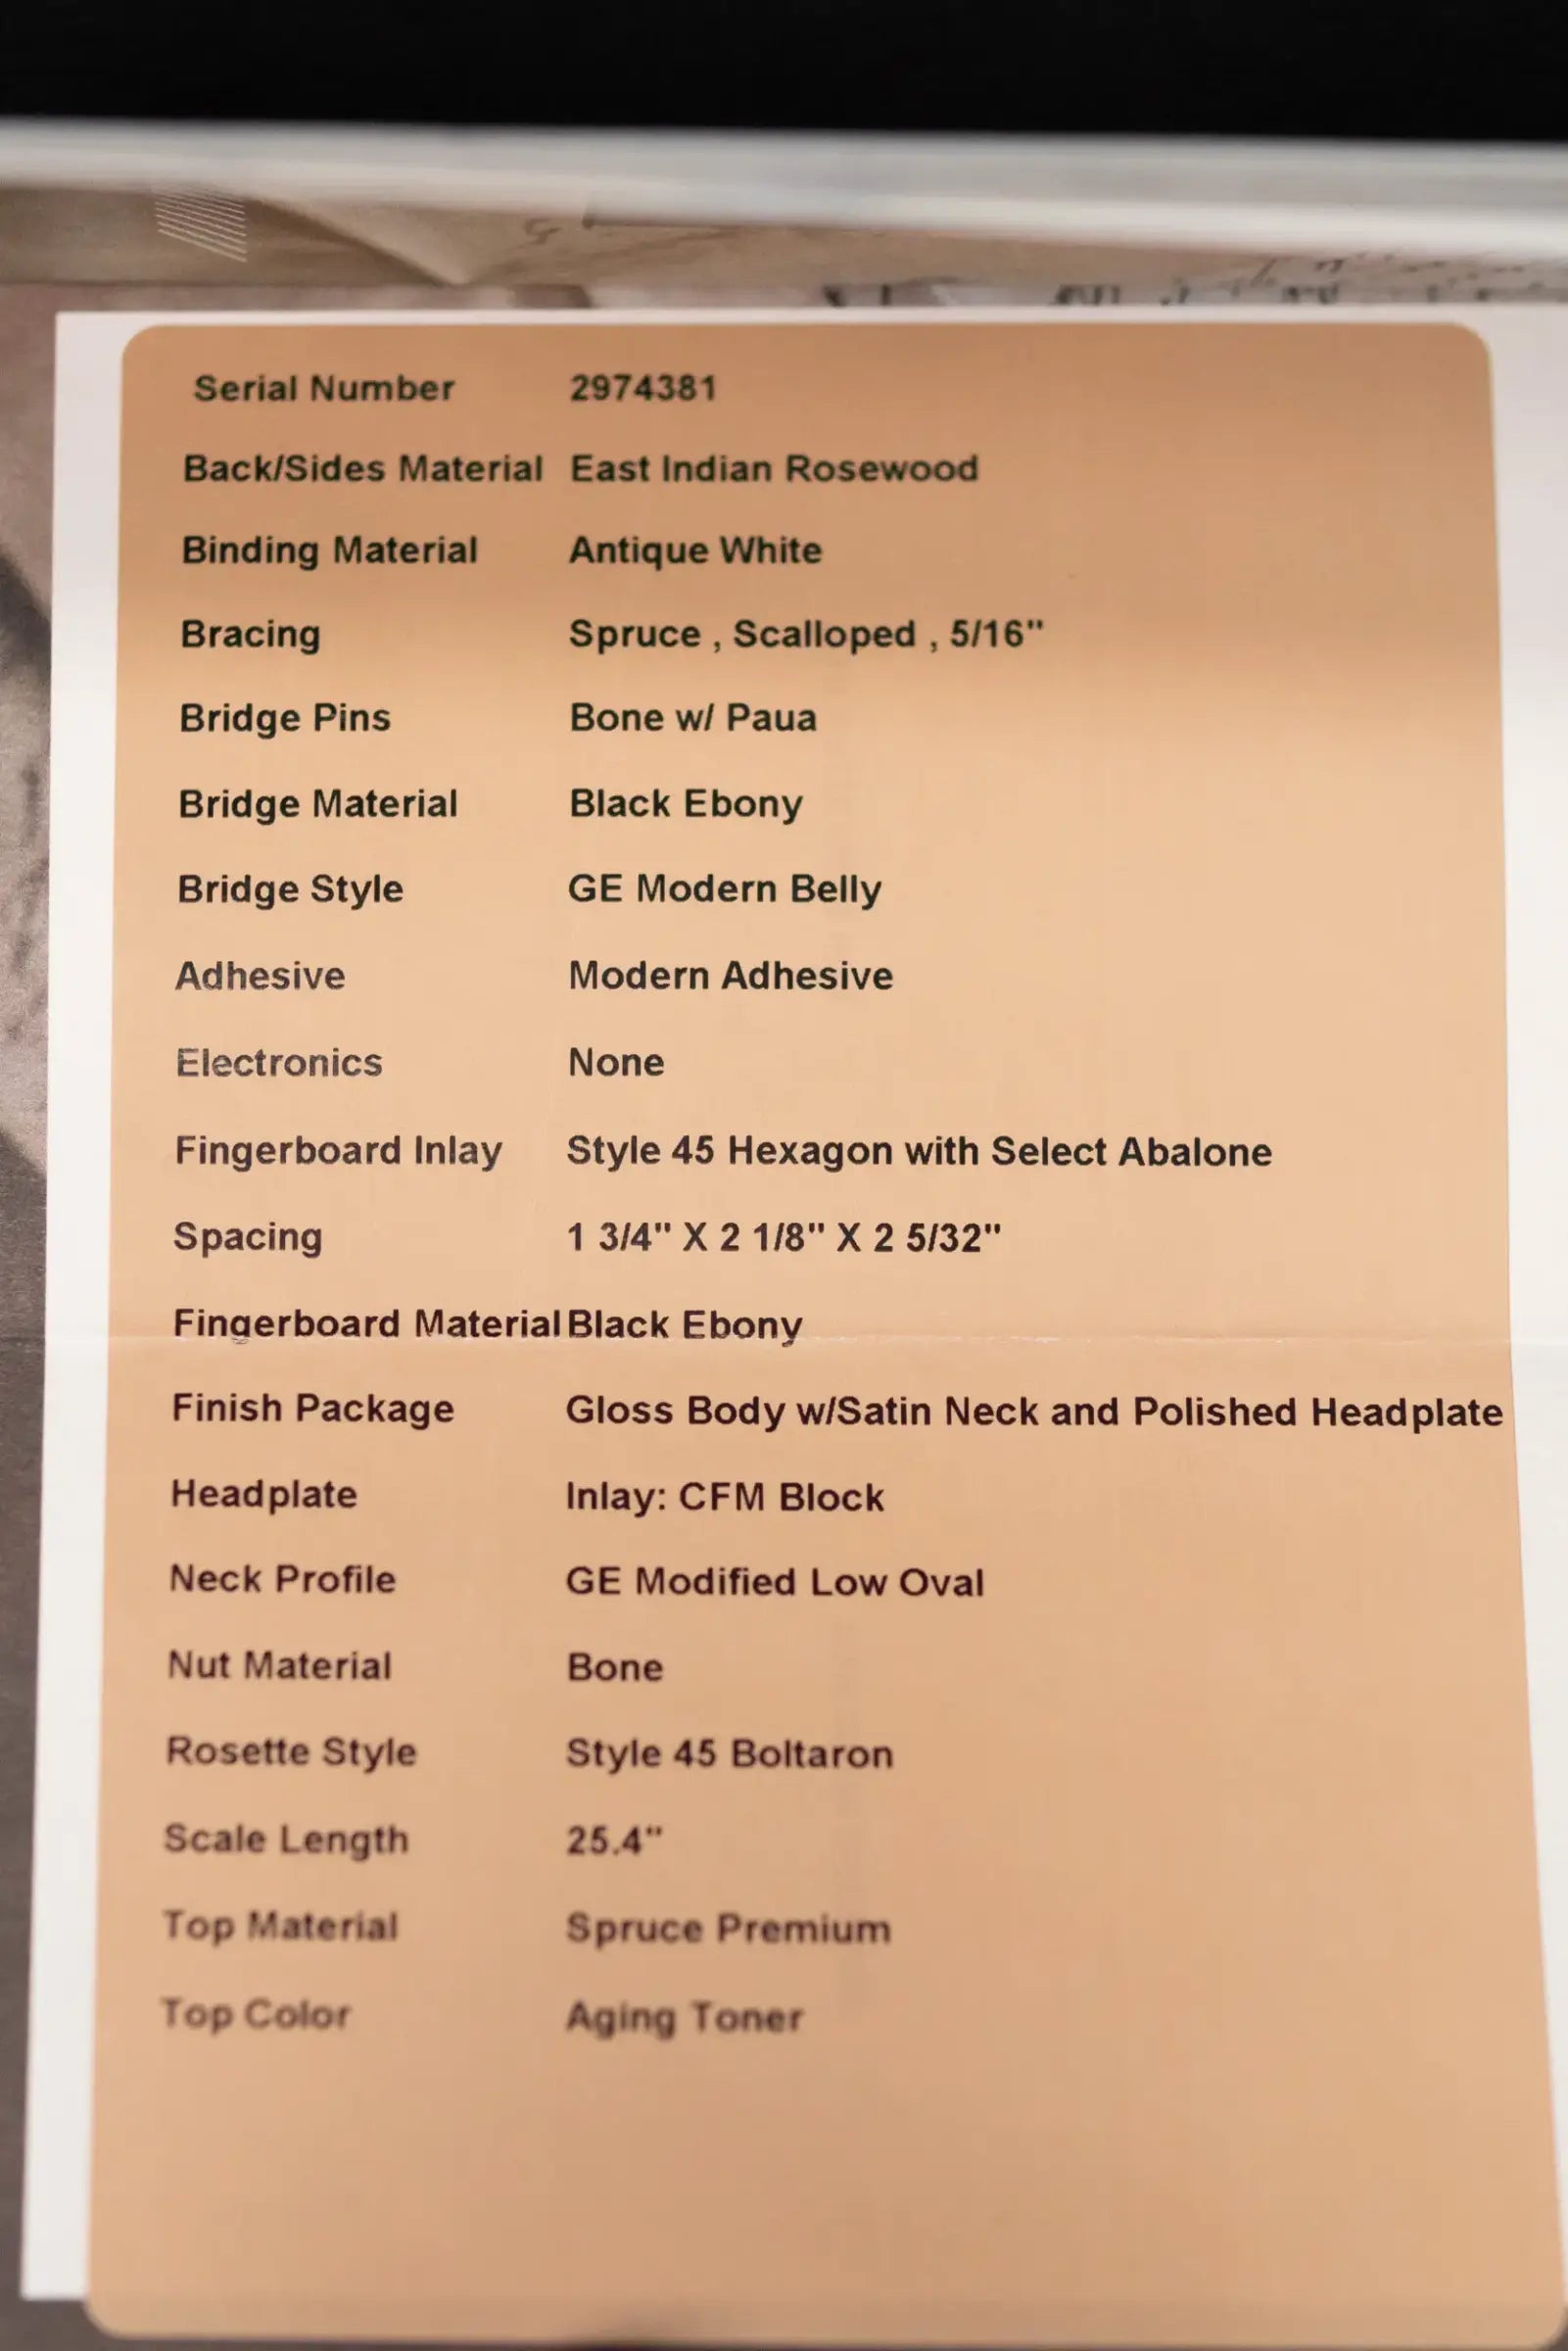 Serial Number 2974381
Back/Sides Material East Indian Rosewood
Binding Material Antique White
Bracing Spruce , Scalloped , 5/16"
Bridge Pins Bone w/ Paua
Bridge Material Black Ebony
Bridge Style GE Modern Belly
Adhesive Modern Adhesive
Electronics None
Fingerboard Inlay Style 45 Hexagon with Select Abalone
Spacing 1 3/4" X 2 1/8" X 2 5/32"
Fingerboard Material Black Ebony
Finish Package Gloss Body w/Satin Neck and Polished Headplate
Headplate Inlay: CFM Block
Neck Profile GE Modified Low Oval
Nut Material Bone
Rosette Style Style 45 Boltaron
Scale Length 25.4"
Top Material Spruce Premium
Top Color Aging Toner